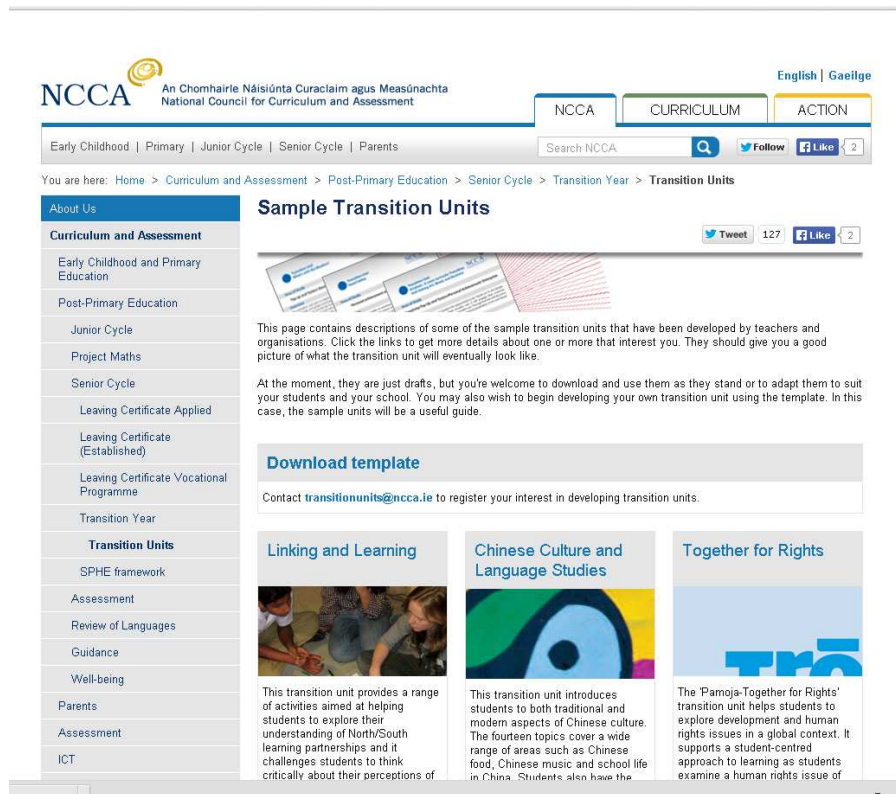 English | Gaeilge
NCCA
An Chomhairle Náisiúnta Curaclaim agus Measúnachta
National Council for Curriculum and Assessment
NCCA
CURRICULUM
ACTION
Early Childhood | Primary | Junior Cycle | Senior Cycle | Parents
Search NCCA
Follow
Like
2
You are here: Home > Curriculum and Assessment > Post-Primary Education > Senior Cycle > Transition Year > Transition Units
About Us
Curriculum and Assessment
Early Childhood and Primary
Education
Post-Primary Education
Junior Cycle
Project Maths
Senior Cycle
Leaving Certificate Applied
Leaving Certificate
(Established)
Leaving Certificate Vocational
Programme
Transition Year
Transition Units
SPHE framework
Assessment
Review of Languages
Guidance
Well-being
Parents
Assessment
ICT
Sample Transition Units
Tweet
127
Like
2
This page contains descriptions of some of the sample transition units that have been developed by teachers and
organisations. Click the links to get more details about one or more that interest you. They should give you a good
picture of what the transition unit will eventually look like.
At the moment, they are just drafts, but you're welcome to download and use them as they stand or to adapt them to suit
your students and your school. You may also wish to begin developing your own transition unit using the template. In this
case, the sample units will be a useful guide.
Download template
Contact transitionunits@ncca.ie to register your interest in developing transition units.
Linking and Learning
This transition unit provides a range
of activities aimed at helping
students to explore their
understanding of North/South
learning partnerships and it
challenges students to think
critically about their perceptions of
Chinese Culture and
Language Studies
This transition unit introduces
students to both traditional and
modern aspects of Chinese culture.
The fourteen topics cover a wide
range of areas such as Chinese
food, Chinese music and school life
in China. Students also have the
Together for Rights
Trō
The 'Pamoja-Together for Rights'
transition unit helps students to
explore development and human
rights issues in a global context. It
supports a student-centred
approach to learning as students
examine a human rights issue of